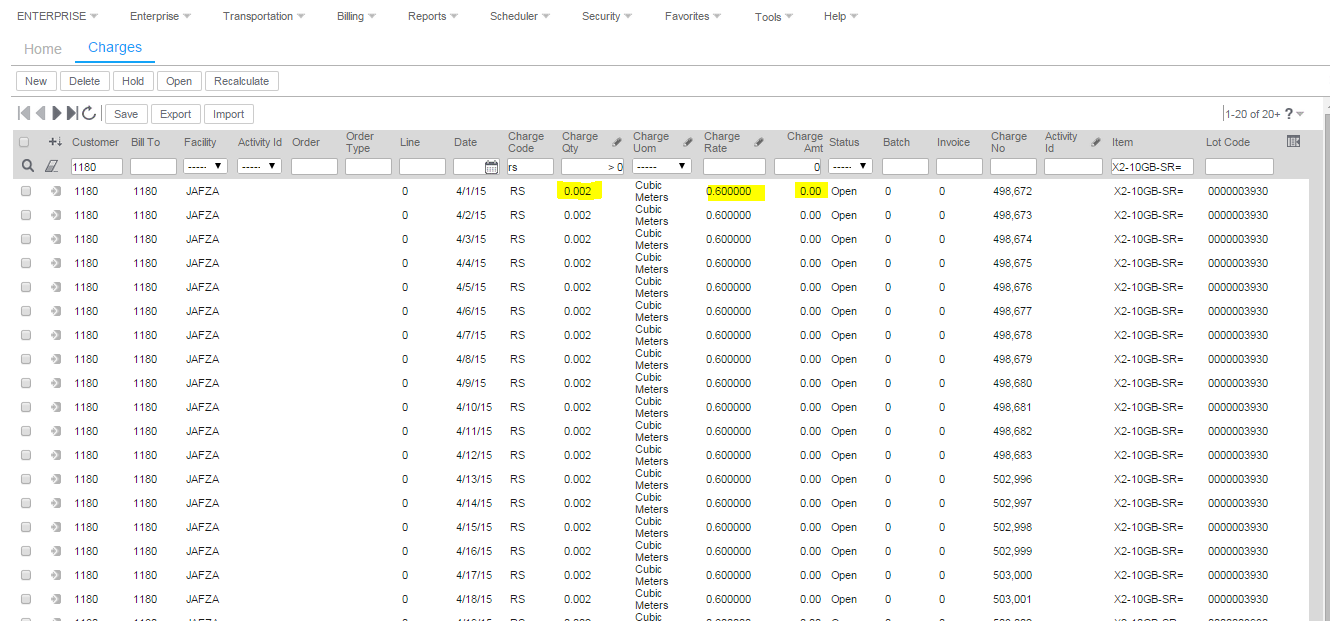 ENTERPRISE Enterprise Transportation Billing Reports Scheduler Security Favorites Tools Help
Home Charges
New Delete Hold Open Recalculate
Save Export Import 1-20 of 20+ ?
Customer Bill To Facility Activity Id Order Order Type Line Date Charge Code Charge Qty Charge Uom Charge Rate Charge Amt Status Batch Invoice Charge No Activity Id Item Lot Code
1180 ----- ----- rs > 0 ----- 0 ----- X2-10GB-SR=
1180 1180 JAFZA 0 4/1/15 RS 0.002 Cubic Meters 0.600000 0.00 Open 0 0 498,672 X2-10GB-SR= 0000003930
1180 1180 JAFZA 0 4/2/15 RS 0.002 Cubic Meters 0.600000 0.00 Open 0 0 498,673 X2-10GB-SR= 0000003930
1180 1180 JAFZA 0 4/3/15 RS 0.002 Cubic Meters 0.600000 0.00 Open 0 0 498,674 X2-10GB-SR= 0000003930
1180 1180 JAFZA 0 4/4/15 RS 0.002 Cubic Meters 0.600000 0.00 Open 0 0 498,675 X2-10GB-SR= 0000003930
1180 1180 JAFZA 0 4/5/15 RS 0.002 Cubic Meters 0.600000 0.00 Open 0 0 498,676 X2-10GB-SR= 0000003930
1180 1180 JAFZA 0 4/6/15 RS 0.002 Cubic Meters 0.600000 0.00 Open 0 0 498,677 X2-10GB-SR= 0000003930
1180 1180 JAFZA 0 4/7/15 RS 0.002 Cubic Meters 0.600000 0.00 Open 0 0 498,678 X2-10GB-SR= 0000003930
1180 1180 JAFZA 0 4/8/15 RS 0.002 Cubic Meters 0.600000 0.00 Open 0 0 498,679 X2-10GB-SR= 0000003930
1180 1180 JAFZA 0 4/9/15 RS 0.002 Cubic Meters 0.600000 0.00 Open 0 0 498,680 X2-10GB-SR= 0000003930
1180 1180 JAFZA 0 4/10/15 RS 0.002 Cubic Meters 0.600000 0.00 Open 0 0 498,681 X2-10GB-SR= 0000003930
1180 1180 JAFZA 0 4/11/15 RS 0.002 Cubic Meters 0.600000 0.00 Open 0 0 498,682 X2-10GB-SR= 0000003930
1180 1180 JAFZA 0 4/12/15 RS 0.002 Cubic Meters 0.600000 0.00 Open 0 0 498,683 X2-10GB-SR= 0000003930
1180 1180 JAFZA 0 4/13/15 RS 0.002 Cubic Meters 0.600000 0.00 Open 0 0 502,996 X2-10GB-SR= 0000003930
1180 1180 JAFZA 0 4/14/15 RS 0.002 Cubic Meters 0.600000 0.00 Open 0 0 502,997 X2-10GB-SR= 0000003930
1180 1180 JAFZA 0 4/15/15 RS 0.002 Cubic Meters 0.600000 0.00 Open 0 0 502,998 X2-10GB-SR= 0000003930
1180 1180 JAFZA 0 4/16/15 RS 0.002 Cubic Meters 0.600000 0.00 Open 0 0 502,999 X2-10GB-SR= 0000003930
1180 1180 JAFZA 0 4/17/15 RS 0.002 Cubic Meters 0.600000 0.00 Open 0 0 503,000 X2-10GB-SR= 0000003930
1180 1180 JAFZA 0 4/18/15 RS 0.002 Cubic Meters 0.600000 0.00 Open 0 0 503,001 X2-10GB-SR= 0000003930
Cubic